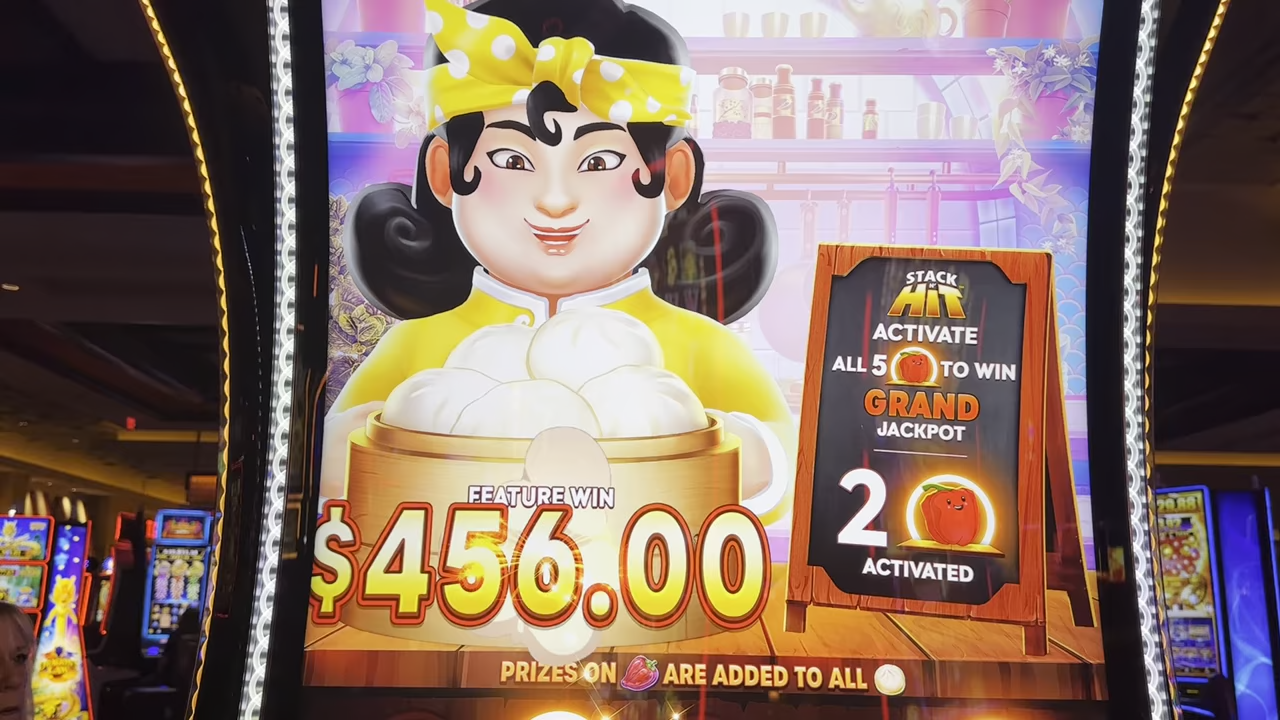 STACK
N'
HIT
ACTIVATE
ALL 5 TO WIN
GRAND
JACKPOT
2
ACTIVATED
FEATURE WIN
$456.00
PRIZES ON ARE ADDED TO ALL